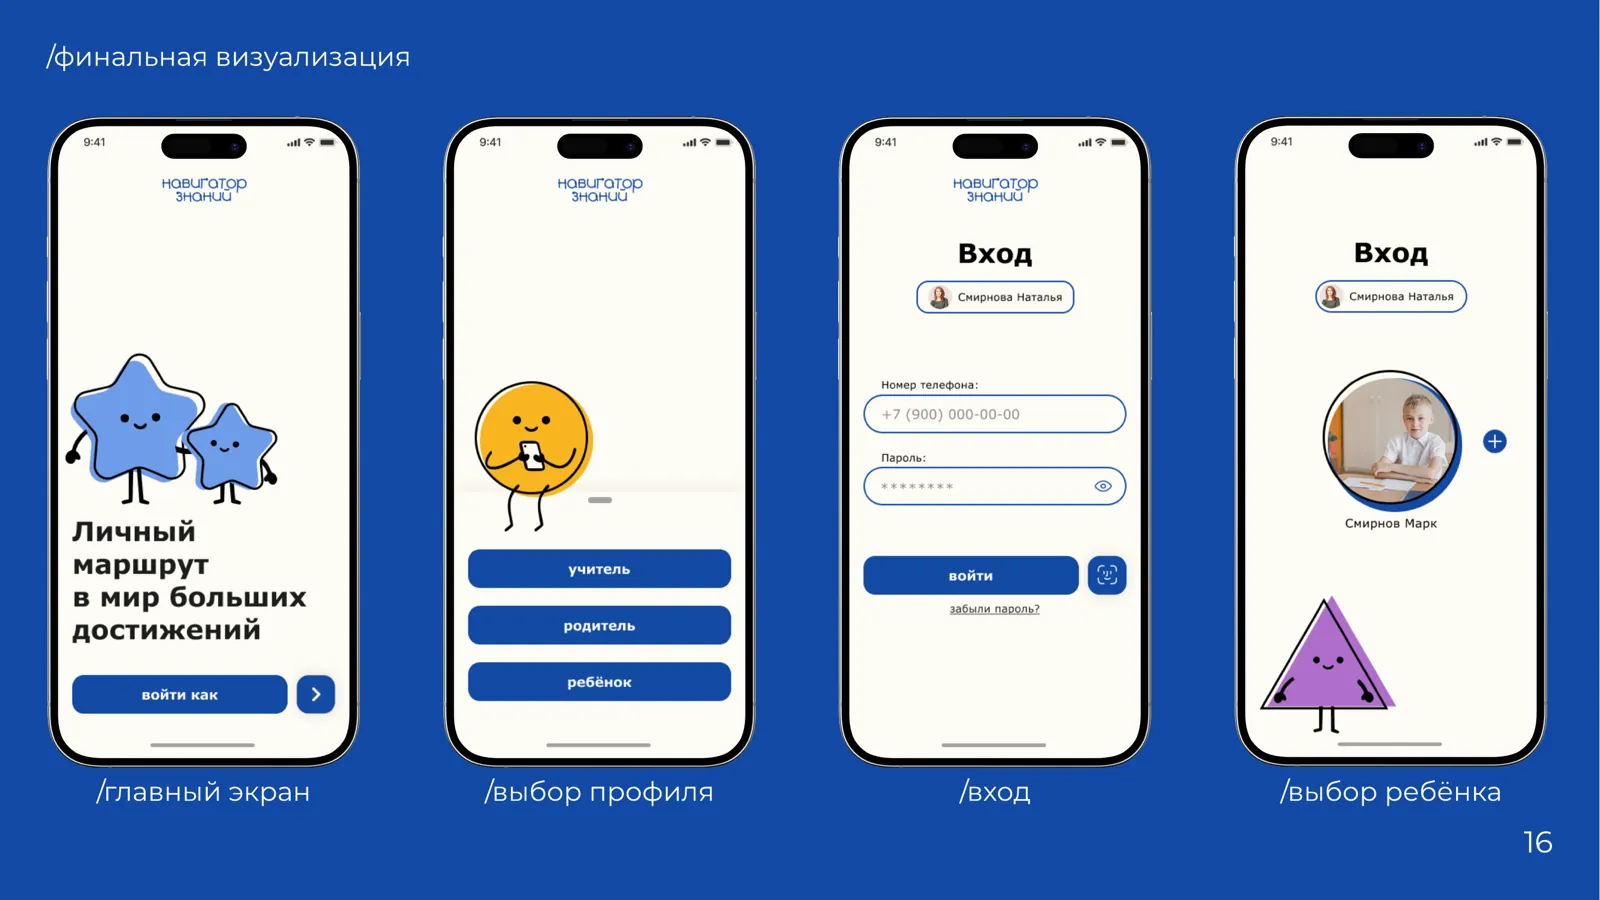 /финальная визуализация
9:41
навигатор
знаний
Личный
маршрут
в мир больших
достижений
войти как
/главный экран
9:41
навигатор
знаний
учитель
родитель
ребёнок
/выбор профиля
9:41
навигатор
знаний
Вход
Смирнова Наталья
Номер телефона:
+7 (900) 000-00-00
Пароль:
********
войти
забыли пароль?
/вход
9:41
Вход
Смирнова Наталья
Смирнов Марк
/выбор ребёнка
16